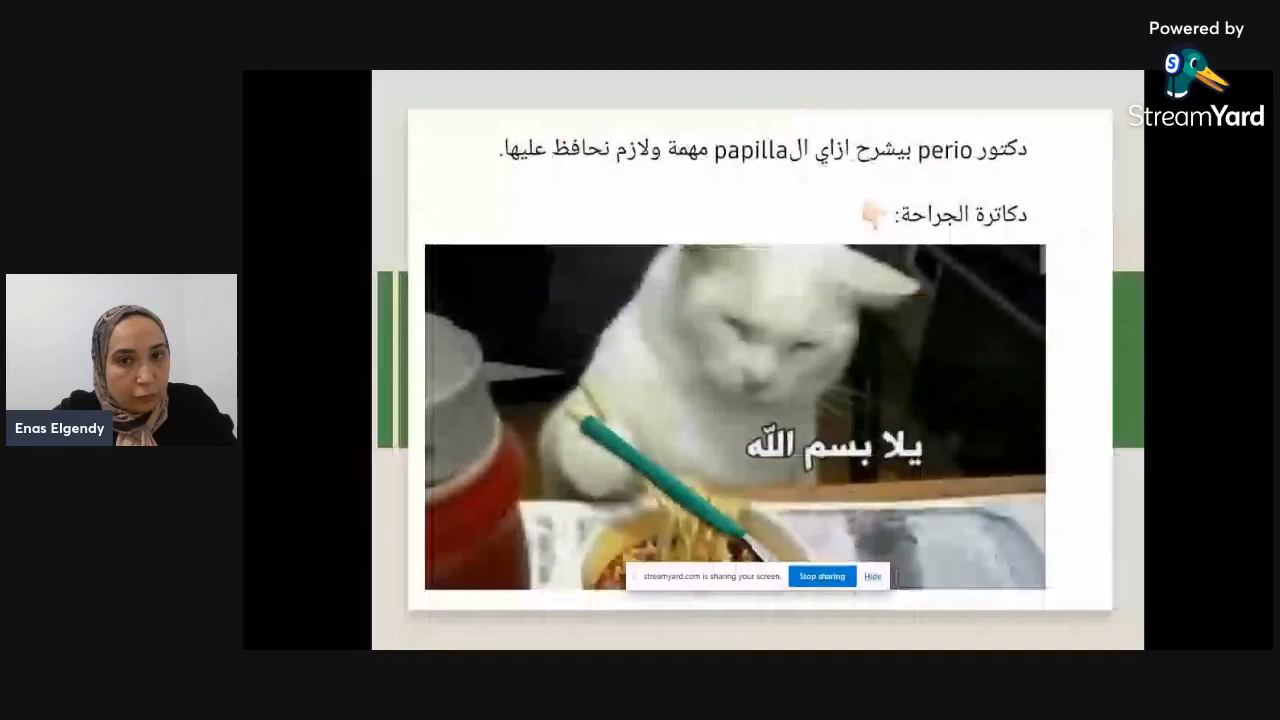 Powered by
StreamYard
دكتور perio بيشرح ازاي الpapilla مهمة ولازم نحافظ عليها.
دكاترة الجراحة: 👇🏻
يلا بسم الله
Enas Elgendy
streamyard.com is sharing your screen. Stop sharing Hide